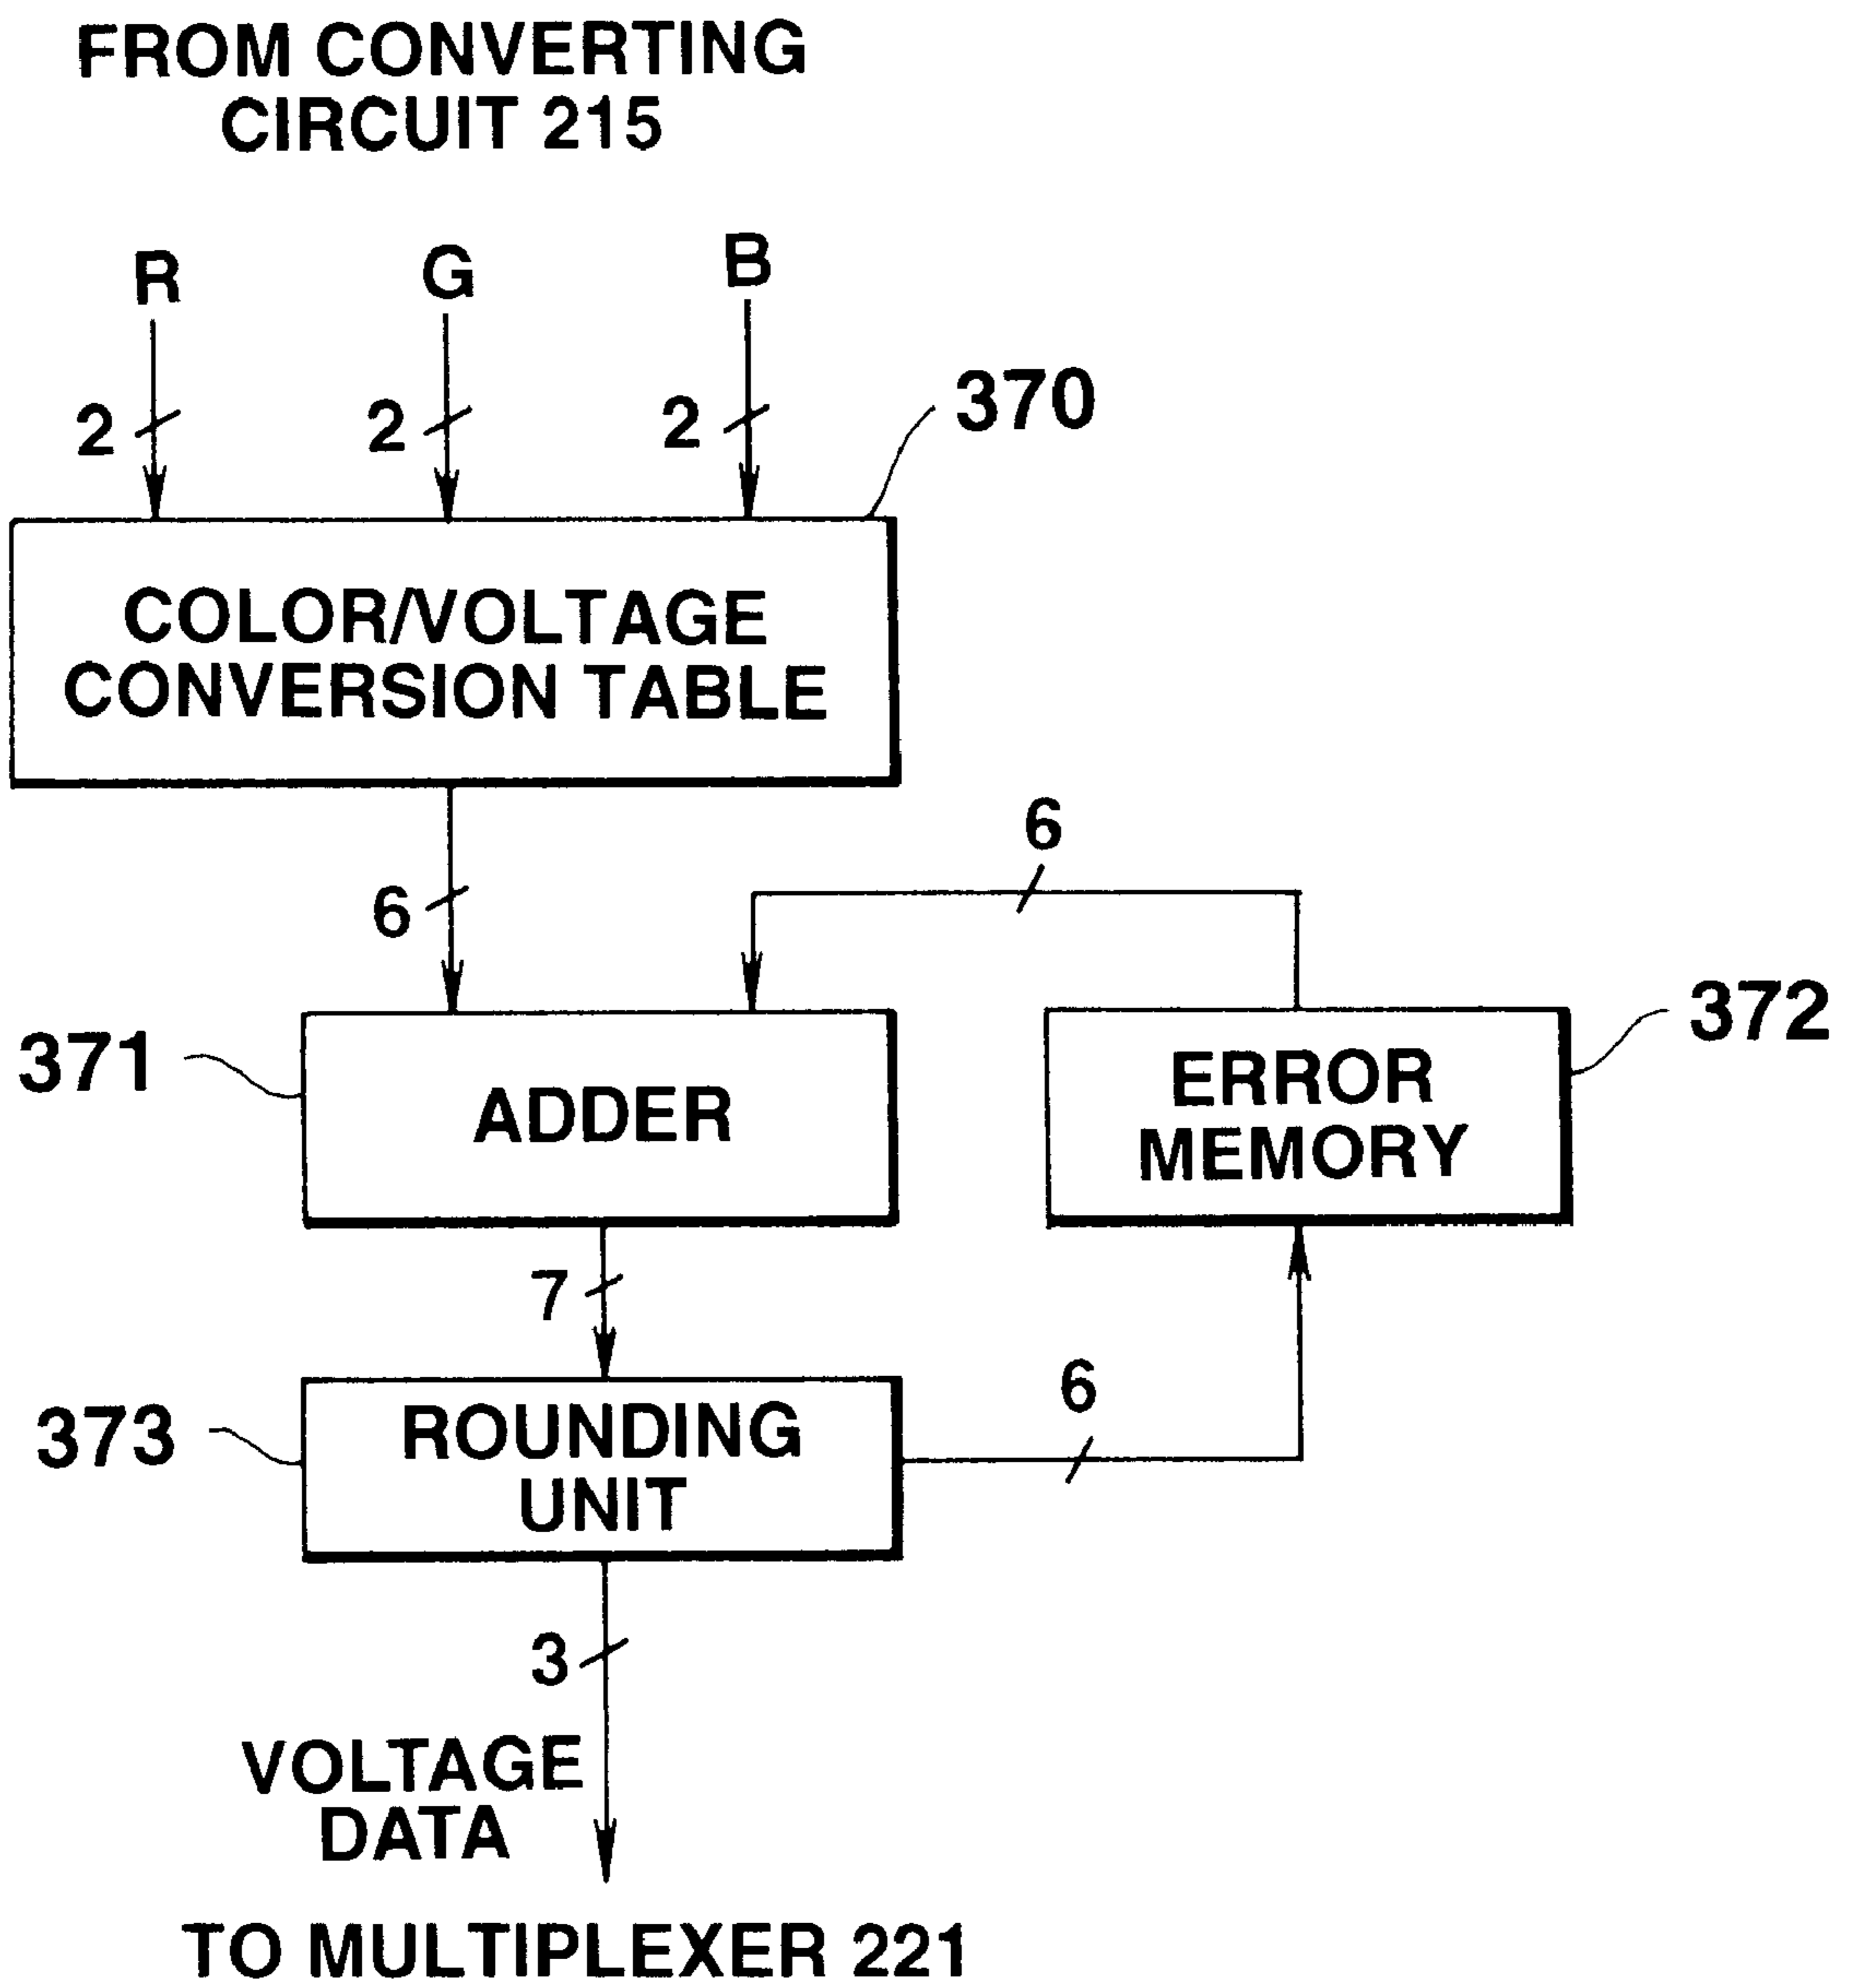 FROM CONVERTING
CIRCUIT 215
R
G
B
2
2
2
370
COLOR/VOLTAGE
CONVERSION TABLE
6
6
371
ADDER
ERROR
MEMORY
372
7
6
373
ROUNDING
UNIT
3
VOLTAGE
DATA
TO MULTIPLEXER 221